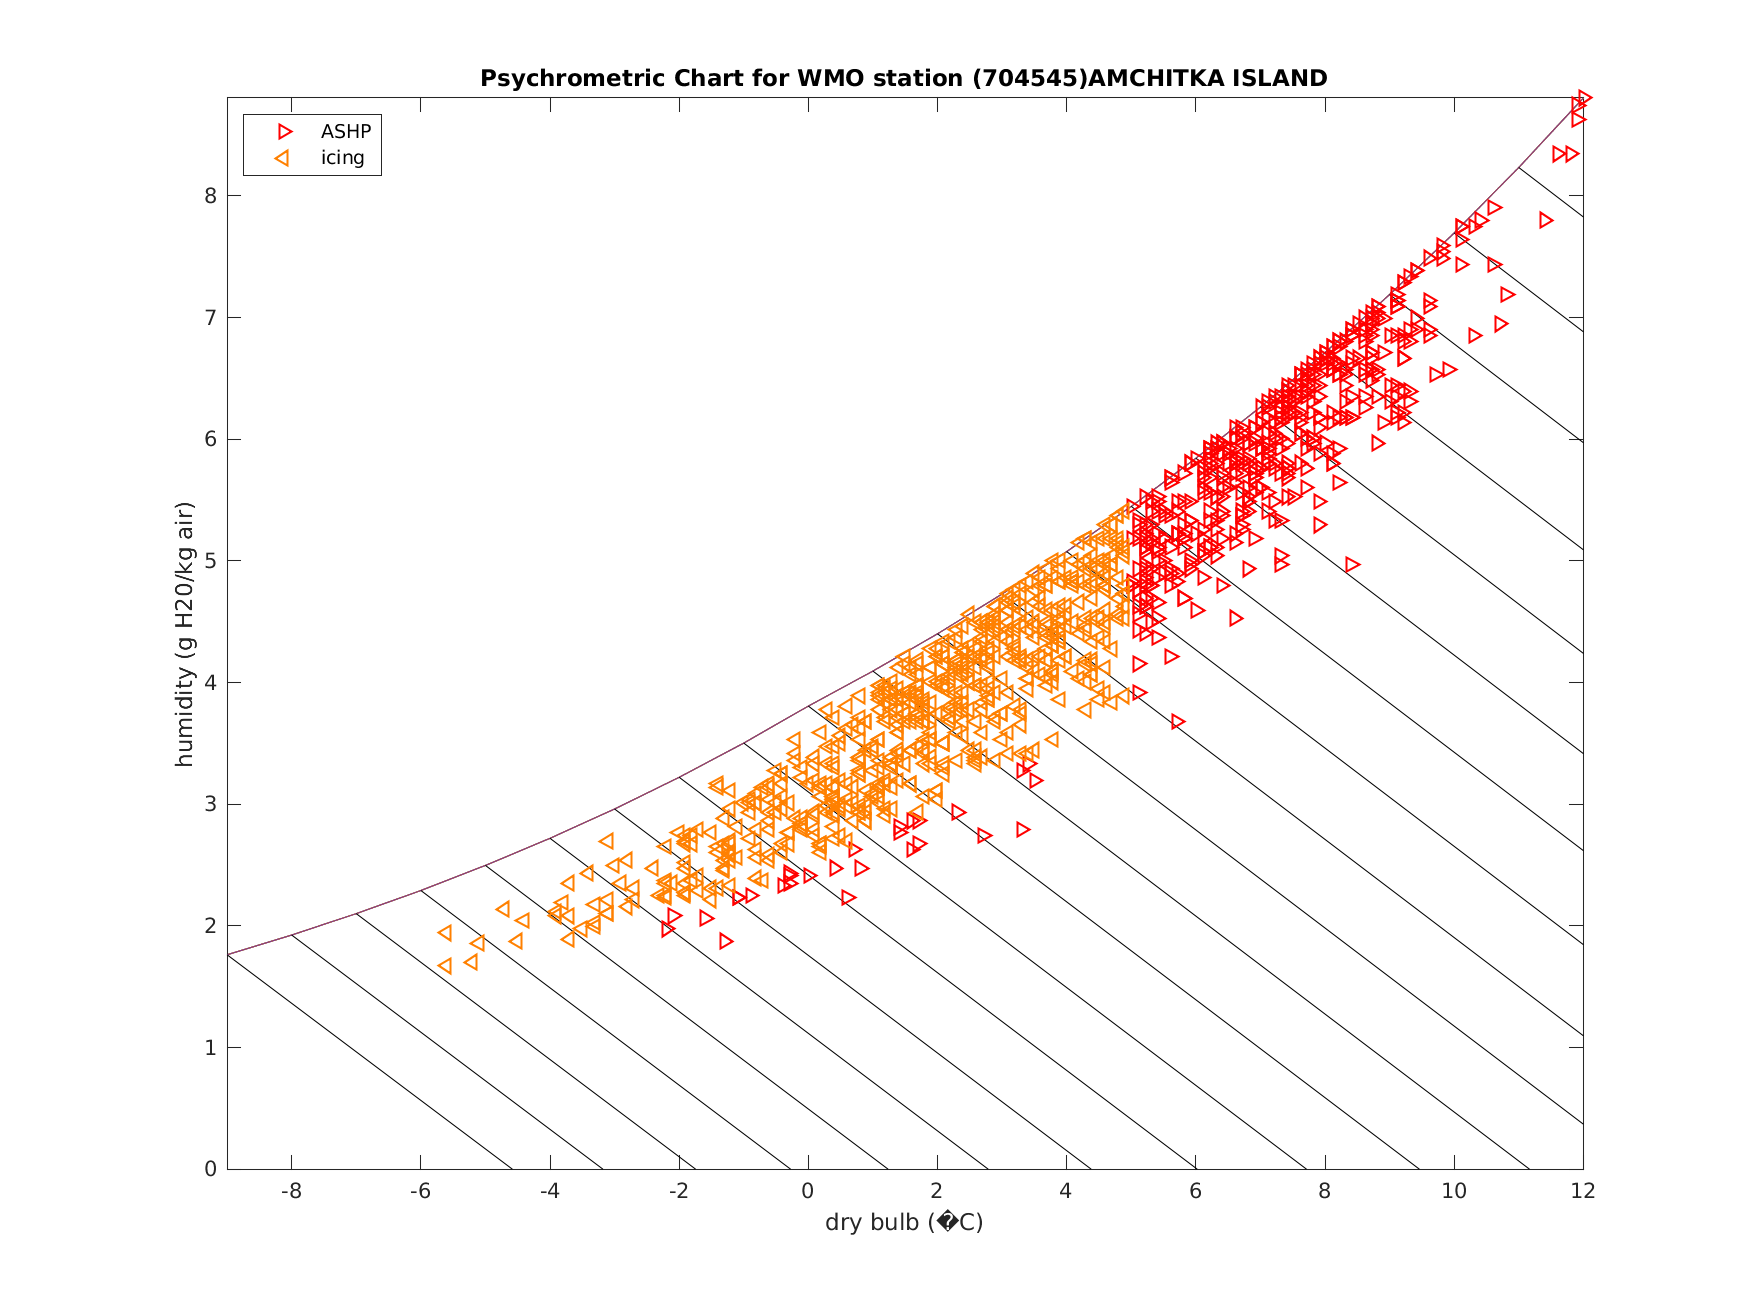 Psychrometric Chart for WMO station (704545)AMCHITKA ISLAND
ASHP
icing
humidity (g H20/kg air)
8
7
6
5
4
3
2
1
0
-8 -6 -4 -2 0 2 4 6 8 10 12
dry bulb (�C)